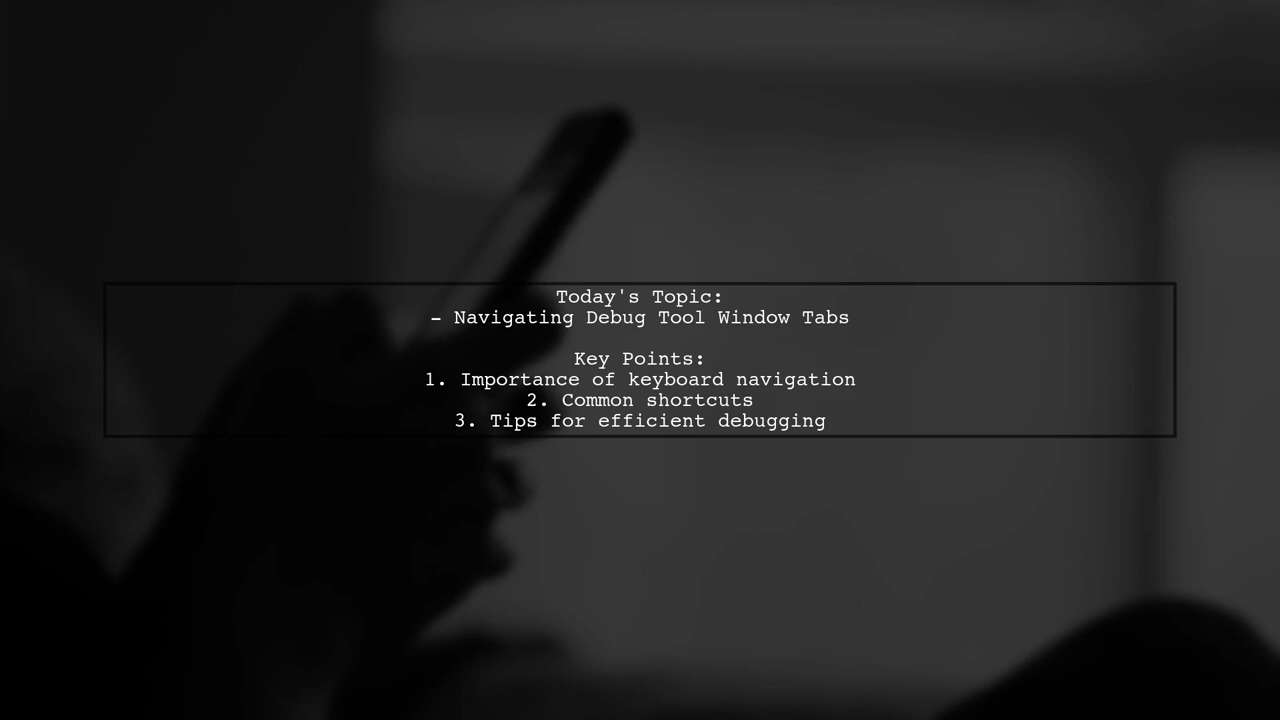 Today's Topic:
– Navigating Debug Tool Window Tabs
Key Points:
1. Importance of keyboard navigation
2. Common shortcuts
3. Tips for efficient debugging